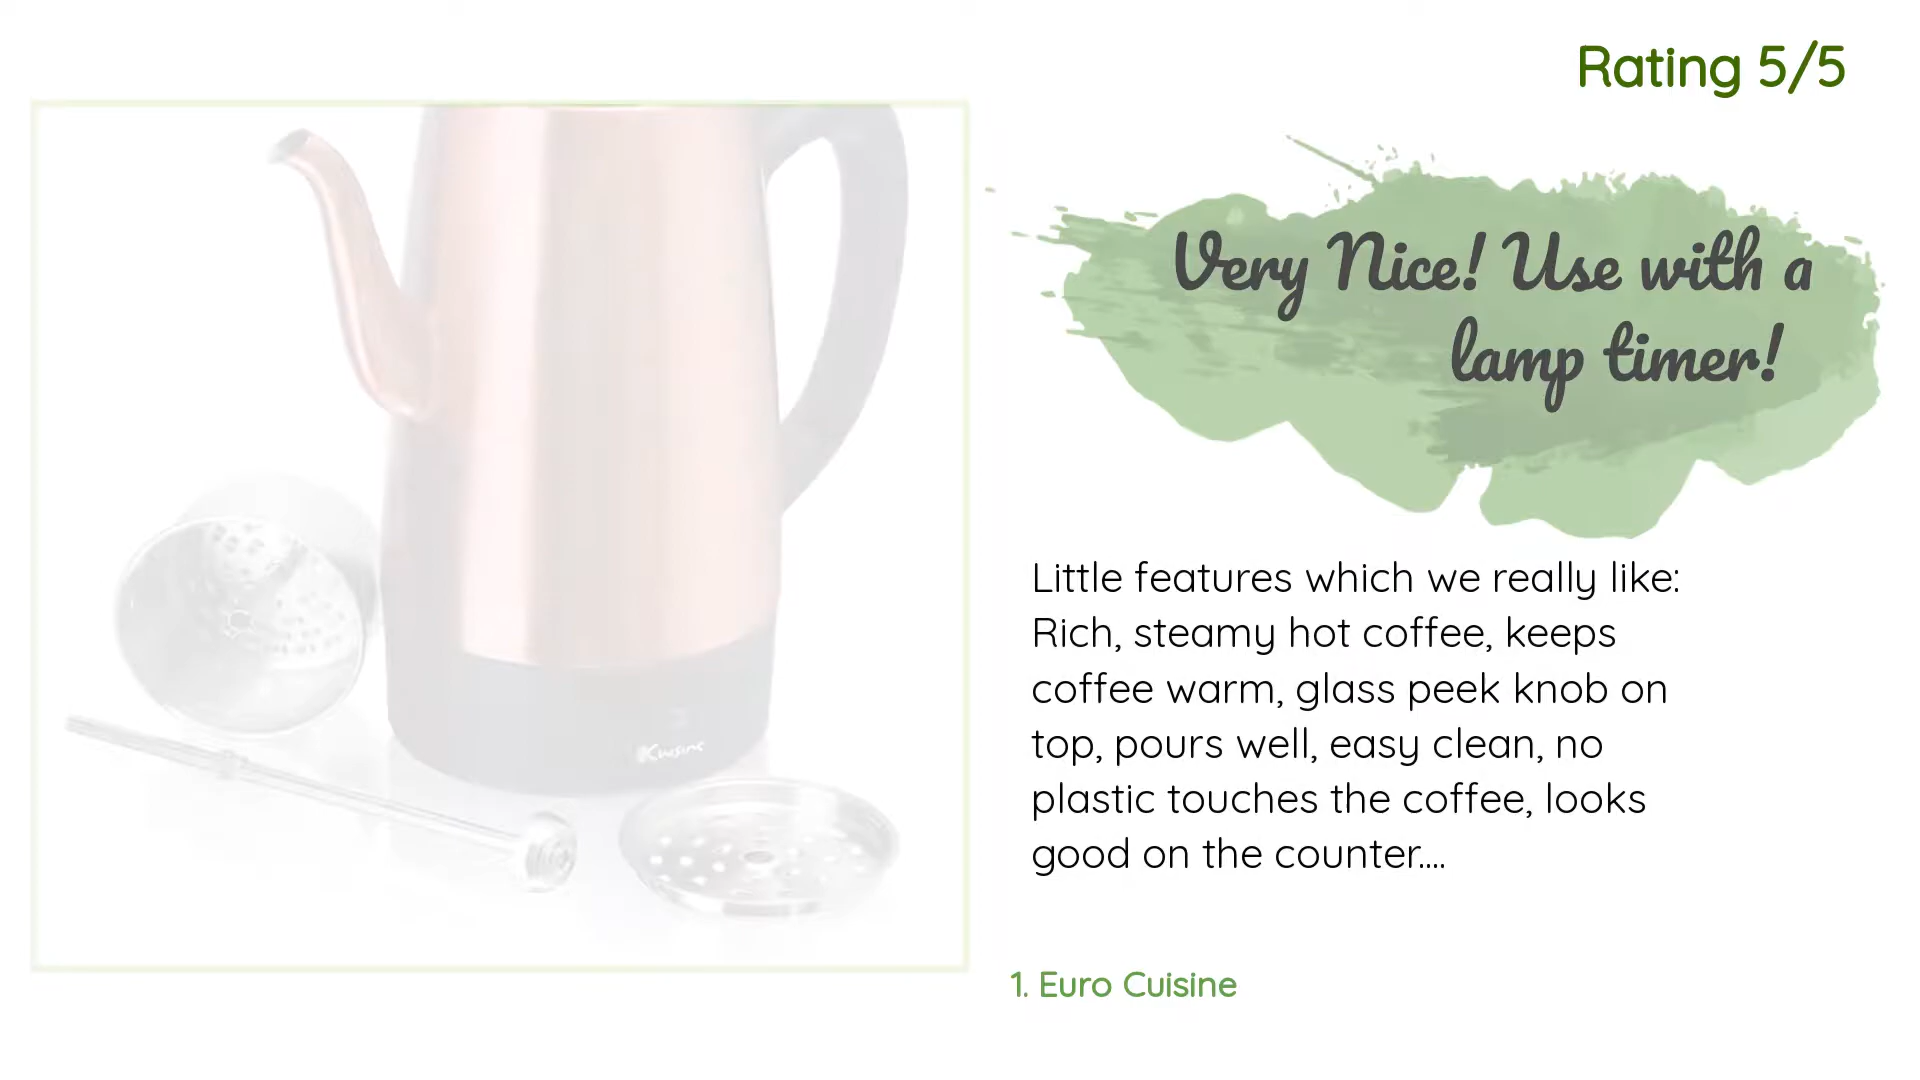 Rating 5/5
Very Nice! Use with a
lamp timer!
Little features which we really like:
Rich, steamy hot coffee, keeps
coffee warm, glass peek knob on
top, pours well, easy clean, no
plastic touches the coffee, looks
good on the counter....
Cuisine
1. Euro Cuisine